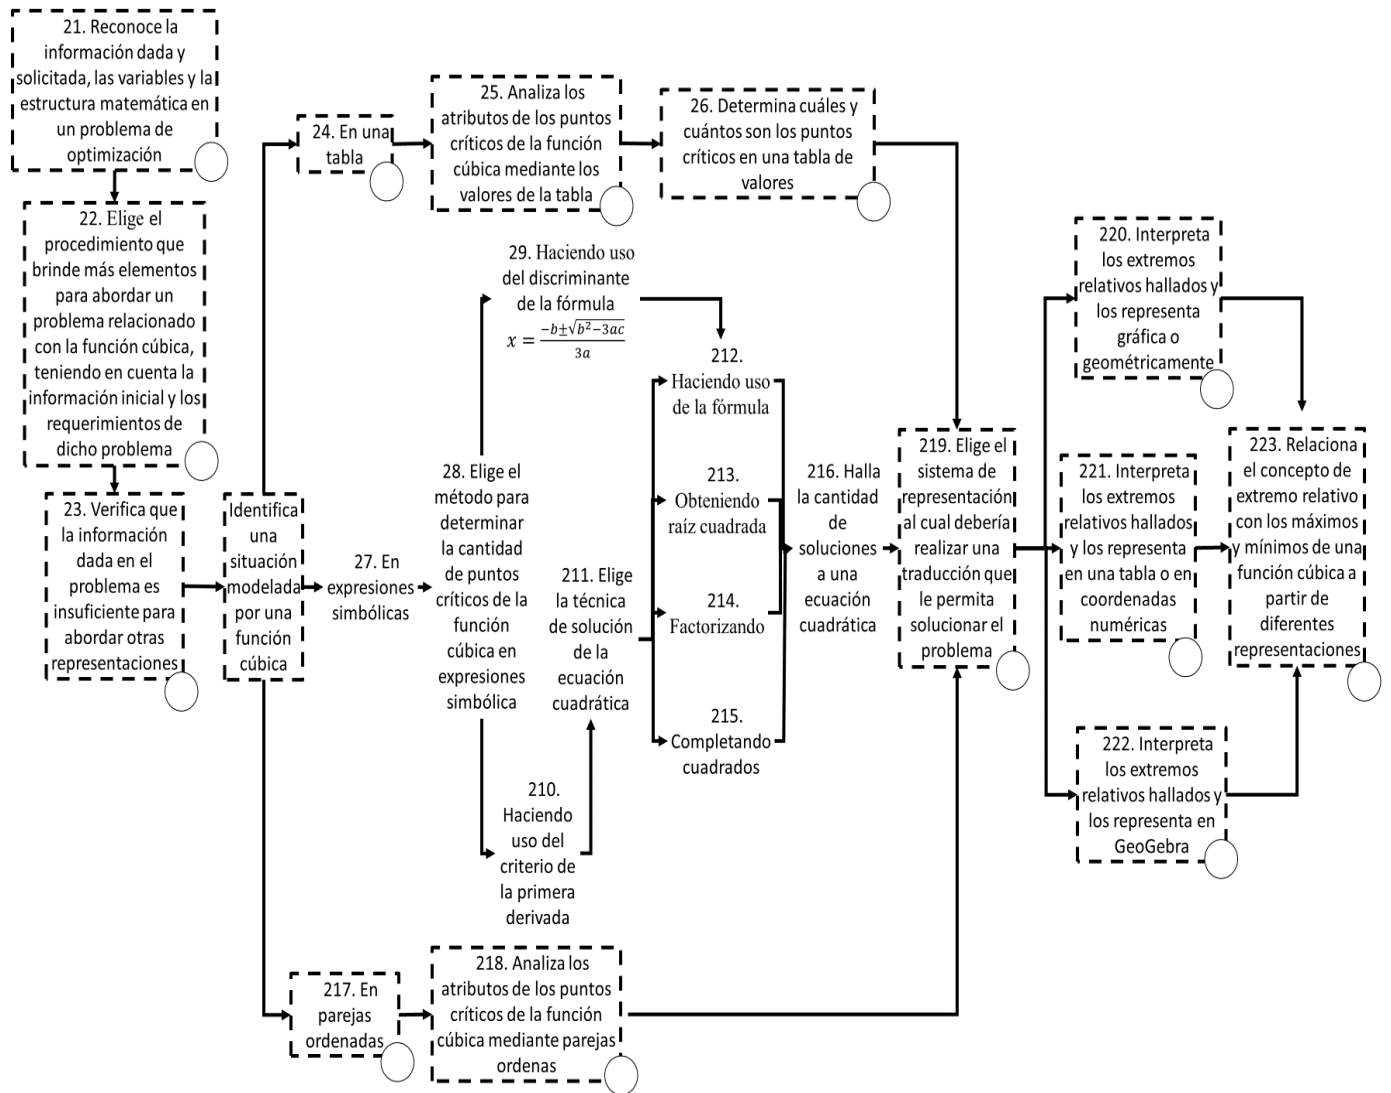 21. Reconoce la
información dada y
solicitada, las variables y la
estructura matemática en
un problema de
optimización
22. Elige el
procedimiento que
brinde más elementos
para abordar un
problema relacionado
con la función cúbica,
teniendo en cuenta la
información inicial y los
requerimientos de
dicho problema
23. Verifica que
la información
dada en el
problema es
insuficiente para
abordar otras
representaciones
Identifica
una
situación
modelada
por una
función
cúbica
24. En una
tabla
25. Analiza los
atributos de los puntos
críticos de la función
cúbica mediante los
valores de la tabla
26. Determina cuáles y
cuántos son los puntos
críticos en una tabla de
valores
27. En
expresiones
simbólicas
28. Elige el
método para
determinar
la cantidad
de puntos
críticos de la
función
cúbica en
expresiones
simbólica
29. Haciendo uso
del discriminante
de la fórmula
x = \frac{-b±\sqrt{b^2−3ac}}{3a}
210.
Haciendo
uso del
criterio de
la primera
derivada
211. Elige
la técnica
de solución
de la
ecuación
cuadrática
212.
Haciendo uso
de la fórmula
213.
Obteniendo
raíz cuadrada
214.
Factorizando
215.
Completando
cuadrados
216. Halla
la cantidad
de
soluciones
a una
ecuación
cuadrática
217. En
parejas
ordenadas
218. Analiza los
atributos de los puntos
críticos de la función
cúbica mediante parejas
ordenas
219. Elige el
sistema de
representación
al cual debería
realizar una
traducción que
le permita
solucionar el
problema
220. Interpreta
los extremos
relativos hallados y
los representa
gráfica o
geométricamente
221. Interpreta
los extremos
relativos hallados
y los representa
en una tabla o en
coordenadas
numéricas
222. Interpreta
los extremos
relativos hallados y
los representa en
GeoGebra
223. Relaciona
el concepto de
extremo relativo
con los máximos
y mínimos de una
función cúbica a
partir de
diferentes
representaciones